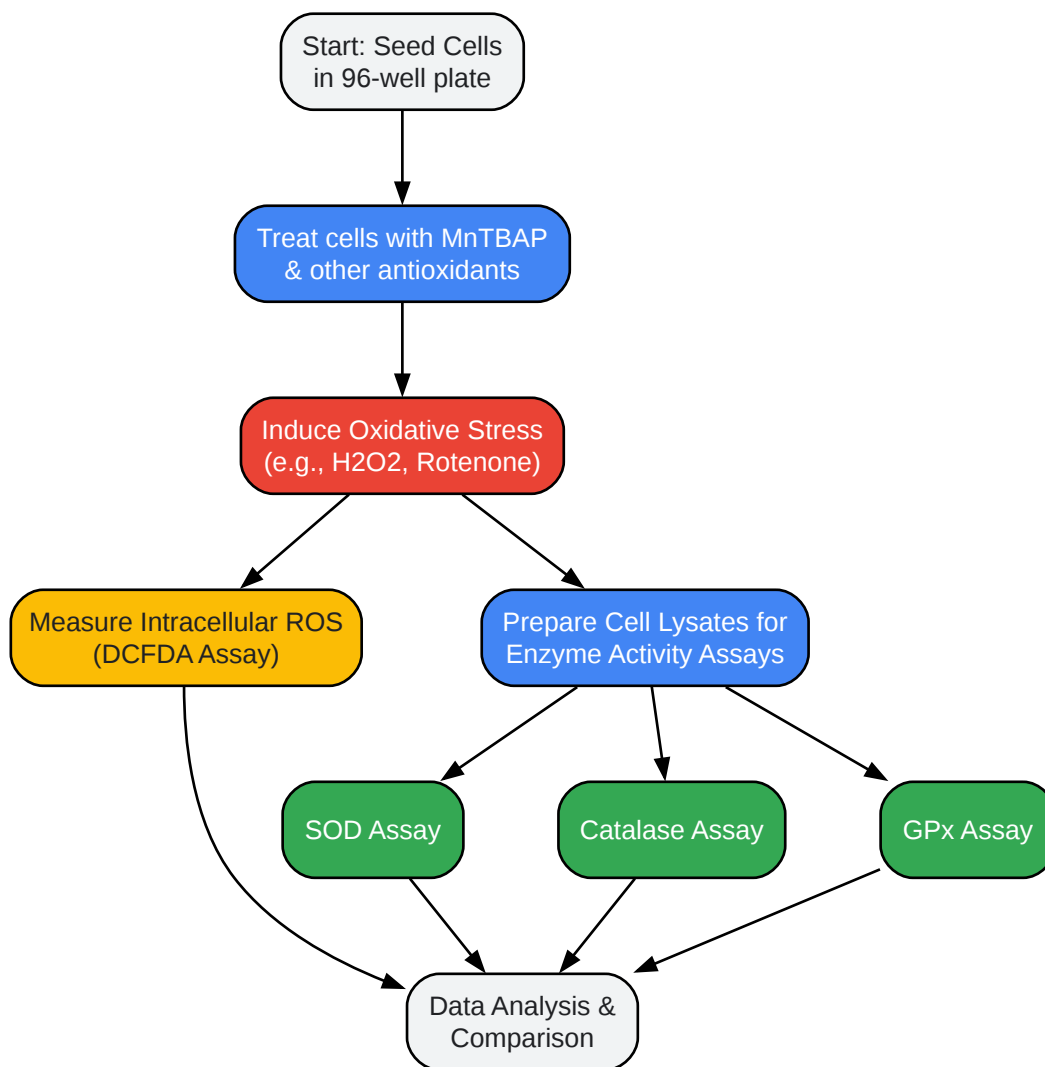 Start: Seed Cells
in 96-well plate
Treat cells with MnTBAP
& other antioxidants
Induce Oxidative Stress
(e.g., H2O2, Rotenone)
Measure Intracellular ROS
(DCFDA Assay)
Prepare Cell Lysates for
Enzyme Activity Assays
SOD Assay
Catalase Assay
GPx Assay
Data Analysis &
Comparison